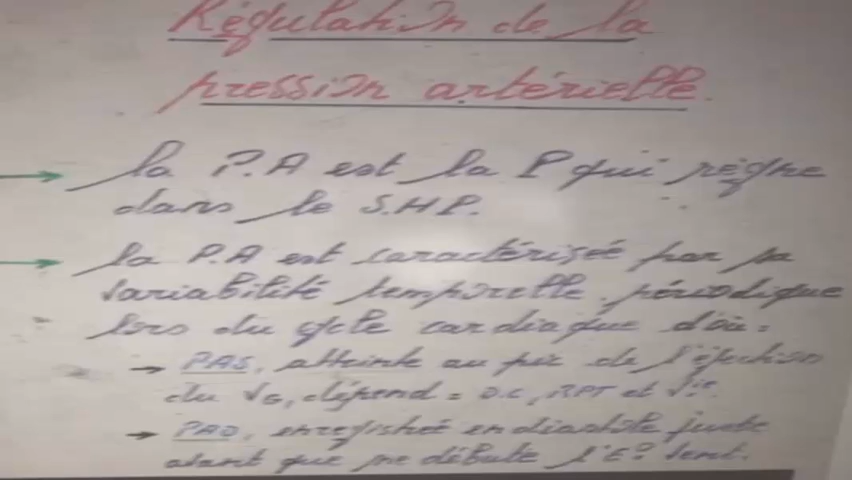 Régulation de la
pression artérielle.
la P.A est la P qui règne
dans le S.H.P.
la P.A est caractérisée par sa
variabilité temporelle, périodique
lors du cycle cardiaque d'où :
PAS, atteinte au pic de l'éjection
du VG, dépend : D.C, RPT et
PAD, enregistrée en diastole juste
avant que ne débute l'E° vent.